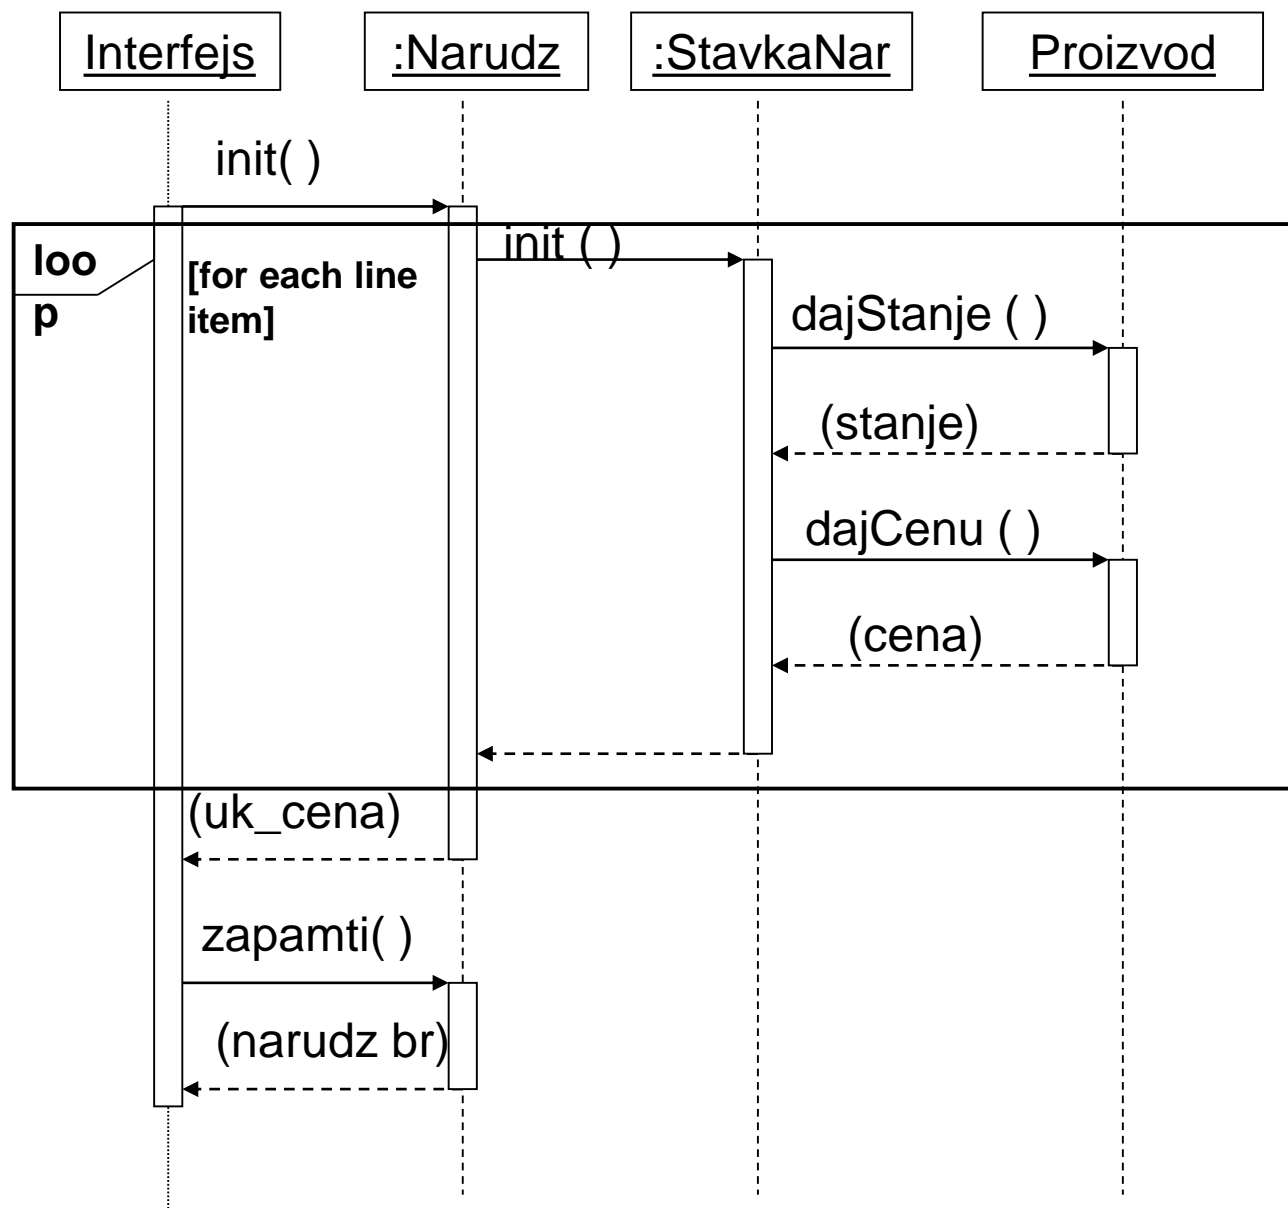 Interfejs
:Narudz
:StavkaNar
Proizvod
init( )
init ( )
loo
p
[for each line
item]
dajStanje ( )
(stanje)
dajCenu ( )
(cena)
(uk_cena)
zapamti( )
(narudz br)